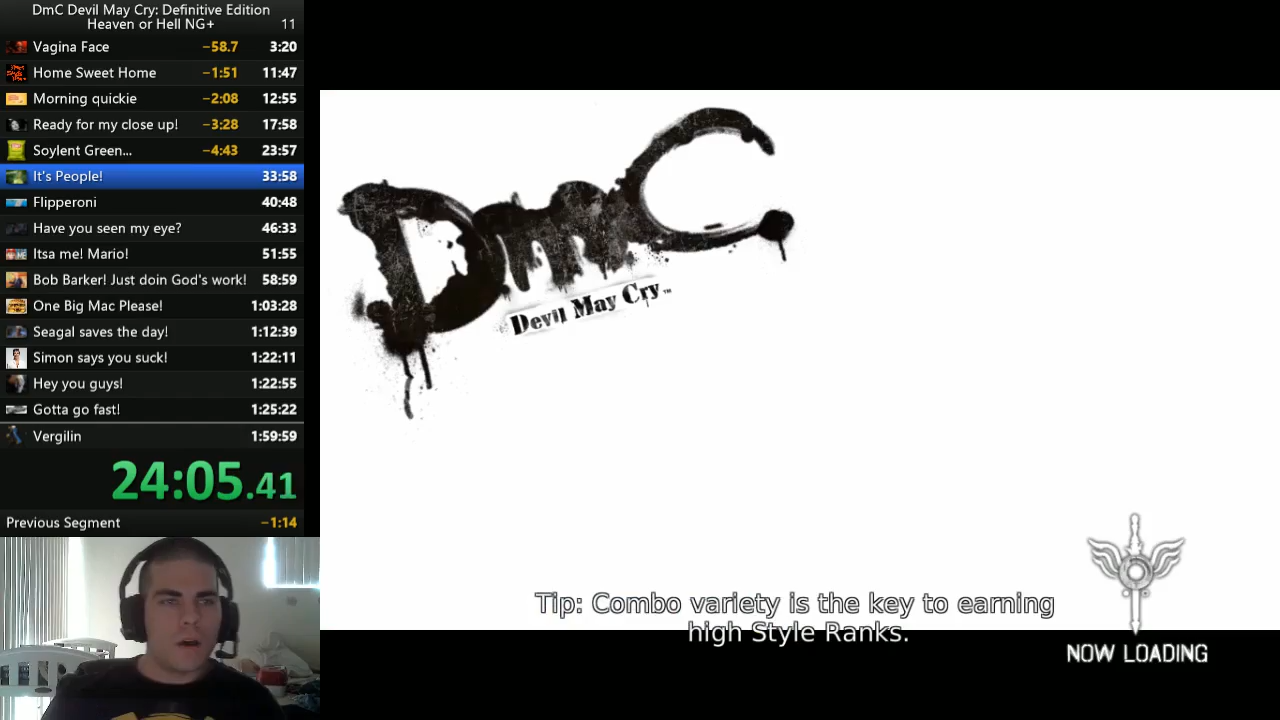 DmC Devil May Cry: Definitive Edition
Heaven or Hell NG+ 11
Vagina Face −58.7 3:20
Home Sweet Home −1:51 11:47
Morning quickie −2:08 12:55
Ready for my close up! −3:28 17:58
Soylent Green... −4:43 23:57
It's People! 33:58
Flipperoni 40:48
Have you seen my eye? 46:33
Itsa me! Mario! 51:55
Bob Barker! Just doin God's work! 58:59
One Big Mac Please! 1:03:28
Seagal saves the day! 1:12:39
Simon says you suck! 1:22:11
Hey you guys! 1:22:55
Gotta go fast! 1:25:22
Vergilin 1:59:59
24:05.41
Previous Segment −1:14
DmC
Devil May Cry™
Tip: Combo variety is the key to earning
high Style Ranks.
NOW LOADING